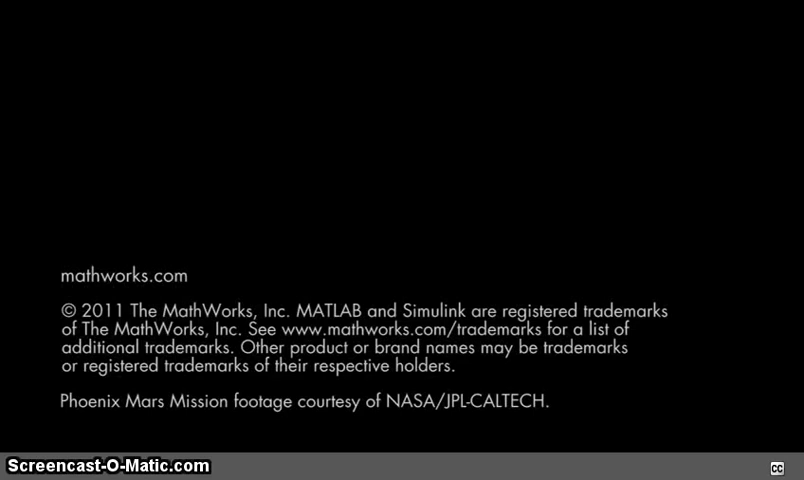 mathworks.com
© 2011 The MathWorks, Inc. MATLAB and Simulink are registered trademarks
of The MathWorks, Inc. See www.mathworks.com/trademarks for a list of
additional trademarks. Other product or brand names may be trademarks
or registered trademarks of their respective holders.
Phoenix Mars Mission footage courtesy of NASA/JPL-CALTECH.
Screencast-O-Matic.com
CC